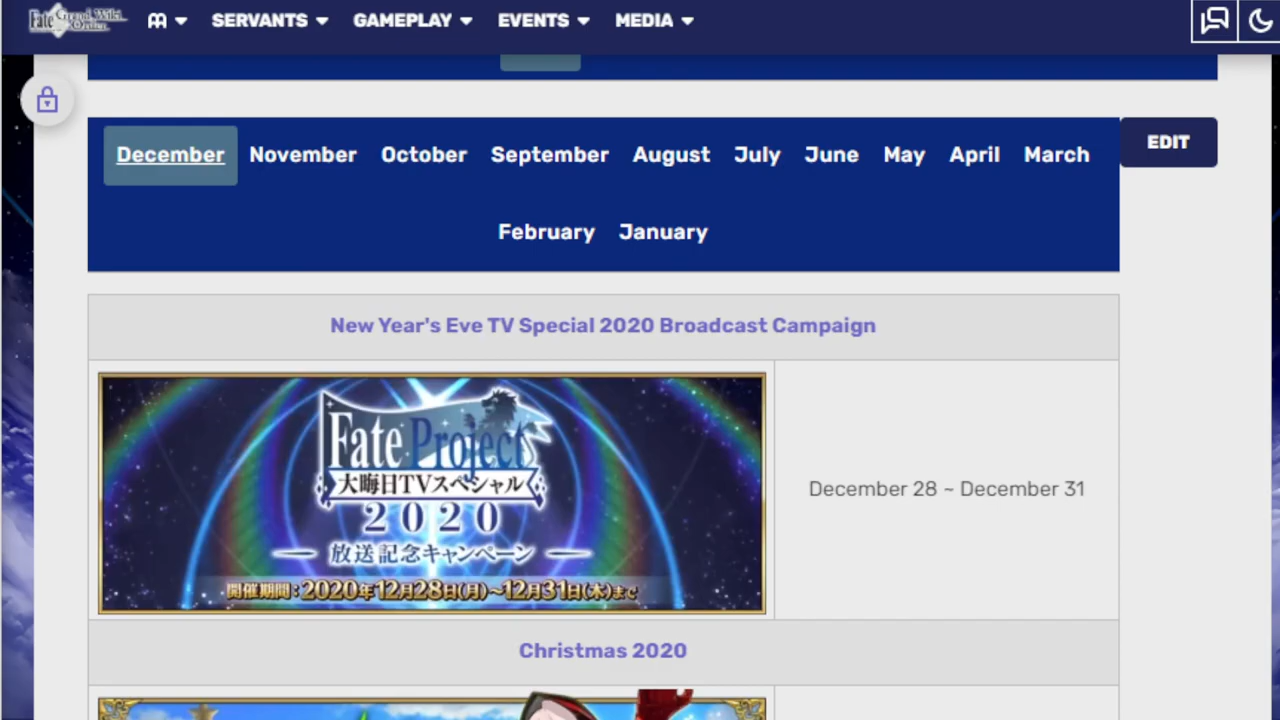 Fate Grand Wiki Order
SERVANTS GAMEPLAY EVENTS MEDIA
December November October September August July June May April March
EDIT
February January
New Year's Eve TV Special 2020 Broadcast Campaign
Fate Project
大晦日TVスペシャル
2020
放送記念キャンペーン
開催期間：2020年12月28日(月)~12月31日(木)まで
December 28 ~ December 31
Christmas 2020